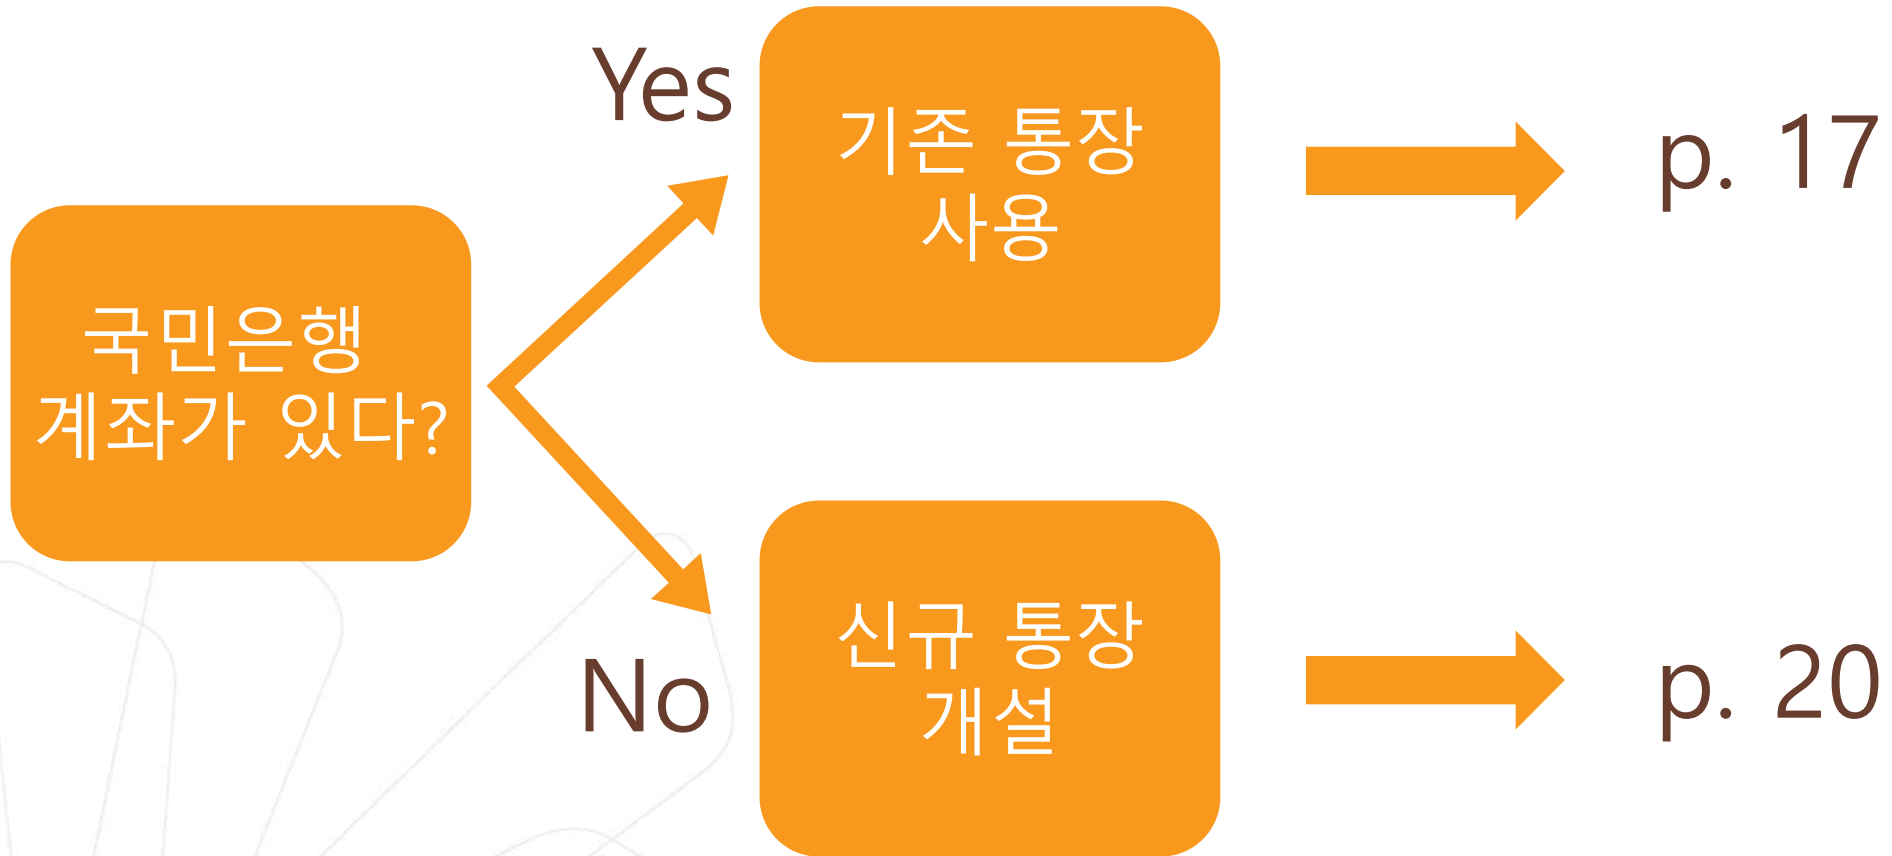 국민은행
계좌가 있다?
Yes
기존 통장
사용
p. 17
No
신규 통장
개설
p. 20